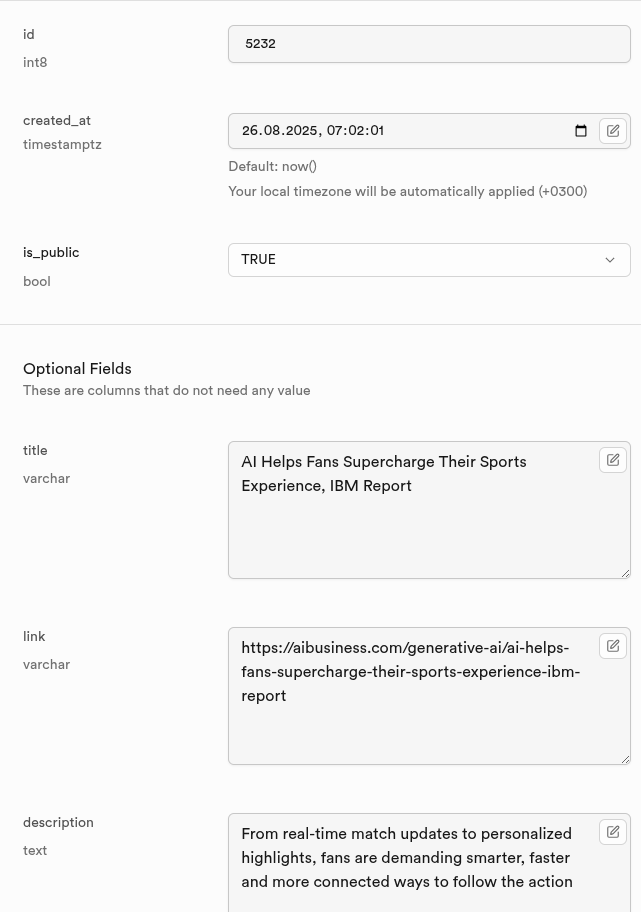 id
5232
int8
created_at
26.08.2025, 07:02:01
timestamptz
Default: now()
Your local timezone will be automatically applied (+0300)
is_public
TRUE
bool
Optional Fields
These are columns that do not need any value
title
AI Helps Fans Supercharge Their Sports
varchar
Experience, IBM Report
link
https://aibusiness.com/generative-ai/ai-helps-
varchar
fans-supercharge-their-sports-experience-ibm-
report
description
From real-time match updates to personalized
text
highlights, fans are demanding smarter, faster
and more connected ways to follow the action